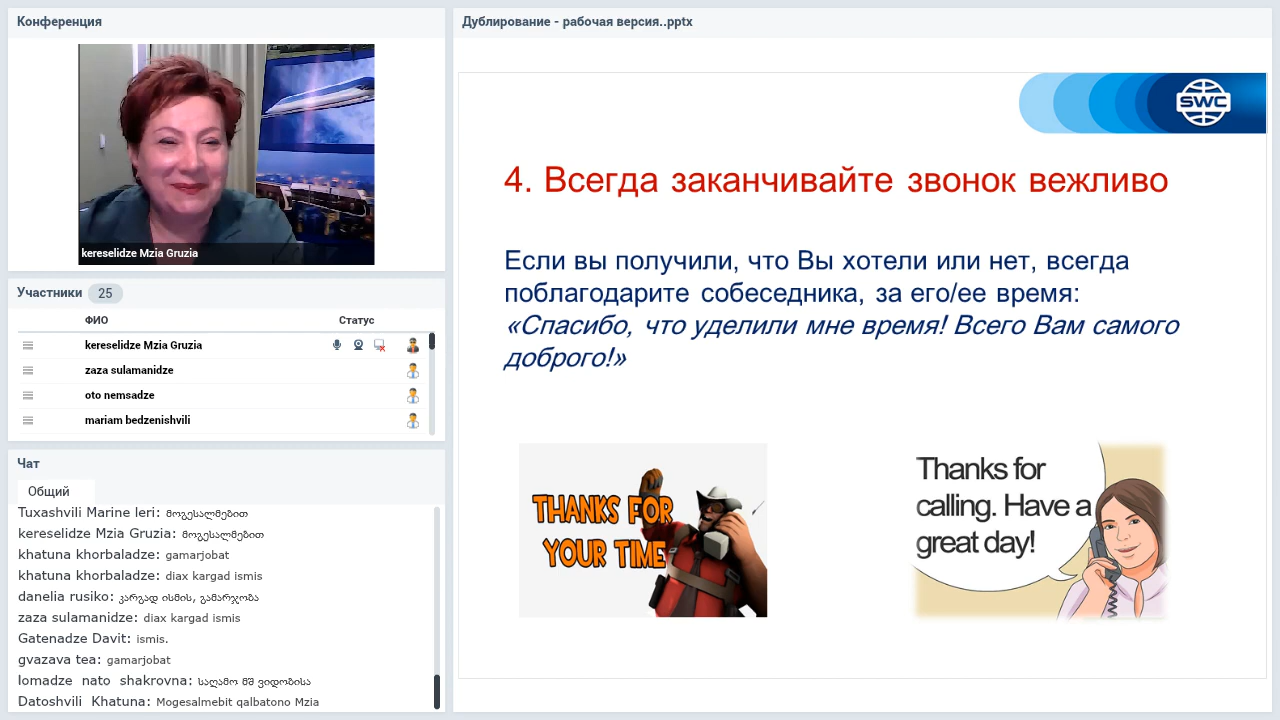 Конференция
kereselidze Mzia Gruzia
Участники 25
ФИО Статус
kereselidze Mzia Gruzia
zaza sulamanidze
oto nemsadze
mariam bedzenishvili
Чат
Общий
Tuxashvili Marine leri: მოგესალმებით
kereselidze Mzia Gruzia: მოგესალმებით
khatuna khorbaladze: gamarjobat
khatuna khorbaladze: diax kargad ismis
danelia rusiko: კარგად ისმის, გამარჯობა
zaza sulamanidze: diax kargad ismis
Gatenadze Davit: ismis.
gvazava tea: gamarjobat
lomadze nato shakrovna: საღამო მშ ვიდობისა
Datoshvili Khatuna: Mogesalmebit qalbatono Mzia
Дублирование - рабочая версия..pptx
SWC
4. Всегда заканчивайте звонок вежливо
Если вы получили, что Вы хотели или нет, всегда
поблагодарите собеседника, за его/ее время:
«Спасибо, что уделили мне время! Всего Вам самого
доброго!»
THANKS FOR
YOUR TIME
Thanks for
calling. Have a
great day!